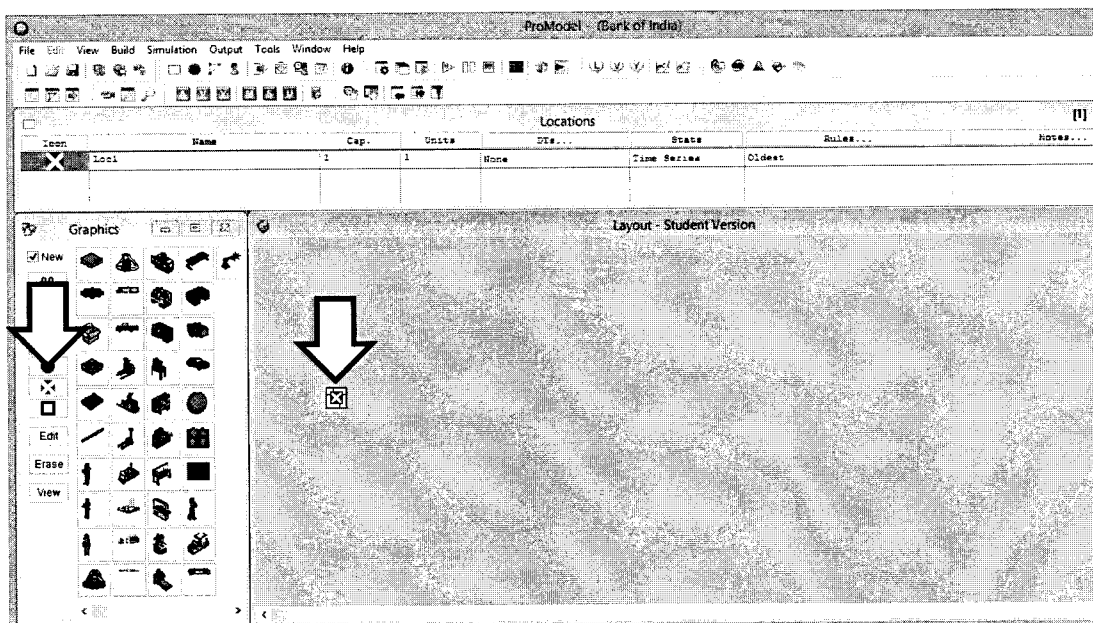 ProModel - (Bank of India)
File Edit View Build Simulation Output Tools Window Help
Locations [1]
Icon Name Cap. Units DTs... Stats Rules... Notes...
Loc1 1 1 None Time Series Oldest
Graphics
Layout - Student Version
New
Edit
Erase
View